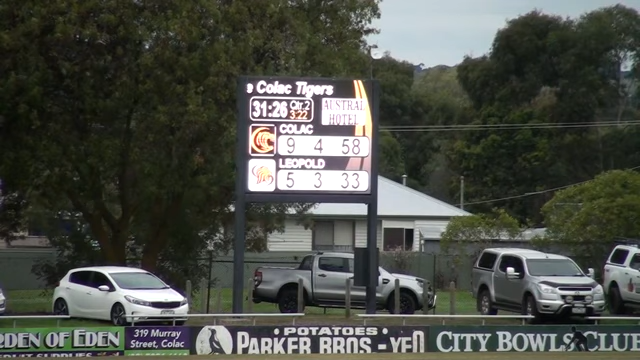 e Colac Tigers
31:26 Qtr 2 3:22
AUSTRAL HOTEL
COLAC
9 4 58
LEOPOLD
5 3 33
RDEN OF EDEN
319 MURRAY
Street, Colac
POTATOES
PARKER BROS - YEO
CITY BOWLS CLUB